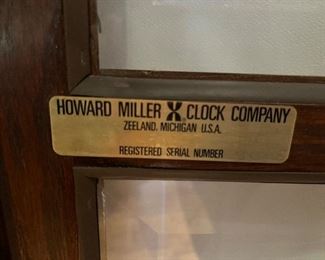 HOWARD MILLER CLOCK COMPANY
ZEELAND, MICHIGAN U.S.A.
REGISTERED SERIAL NUMBER